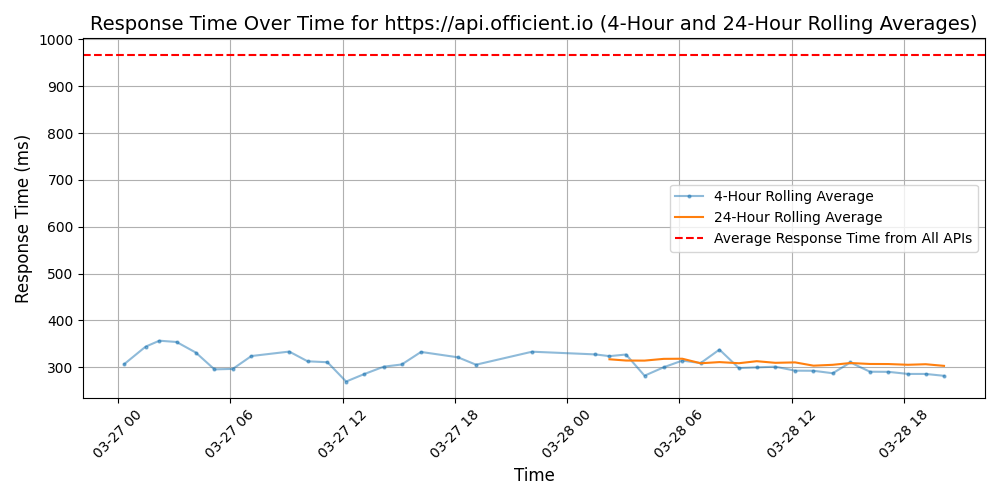 Response Time Over Time for https://api.officient.io (4-Hour and 24-Hour Rolling Averages)
Response Time (ms)
1000
900
800
700
600
500
400
300
4-Hour Rolling Average
24-Hour Rolling Average
Average Response Time from All APIs
03-27 00
03-27 06
03-27 12
03-27 18
03-28 00
03-28 06
03-28 12
03-28 18
Time